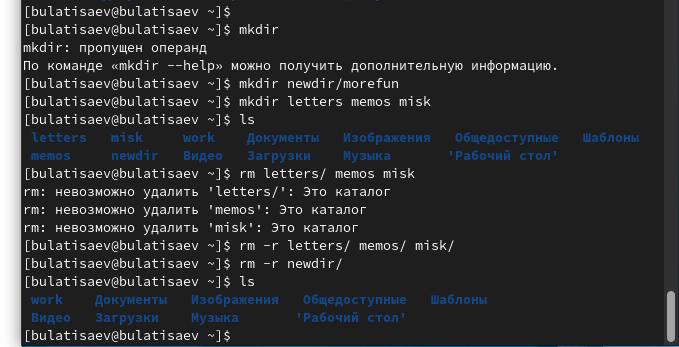 [bulatisaev@bulatisaev ~]$
[bulatisaev@bulatisaev ~]$ mkdir
mkdir: пропущен операнд
По команде «mkdir --help» можно получить дополнительную информацию.
[bulatisaev@bulatisaev ~]$ mkdir newdir/morefun
[bulatisaev@bulatisaev ~]$ mkdir letters memos misk
[bulatisaev@bulatisaev ~]$ ls
letters misk work Документы Изображения Общедоступные Шаблоны
memos newdir Видео Загрузки Музыка 'Рабочий стол'
[bulatisaev@bulatisaev ~]$ rm letters/ memos misk
rm: невозможно удалить 'letters/': Это каталог
rm: невозможно удалить 'memos': Это каталог
rm: невозможно удалить 'misk': Это каталог
[bulatisaev@bulatisaev ~]$ rm -r letters/ memos/ misk/
[bulatisaev@bulatisaev ~]$ rm -r newdir/
[bulatisaev@bulatisaev ~]$ ls
work Документы Изображения Общедоступные Шаблоны
Видео Загрузки Музыка 'Рабочий стол'
[bulatisaev@bulatisaev ~]$